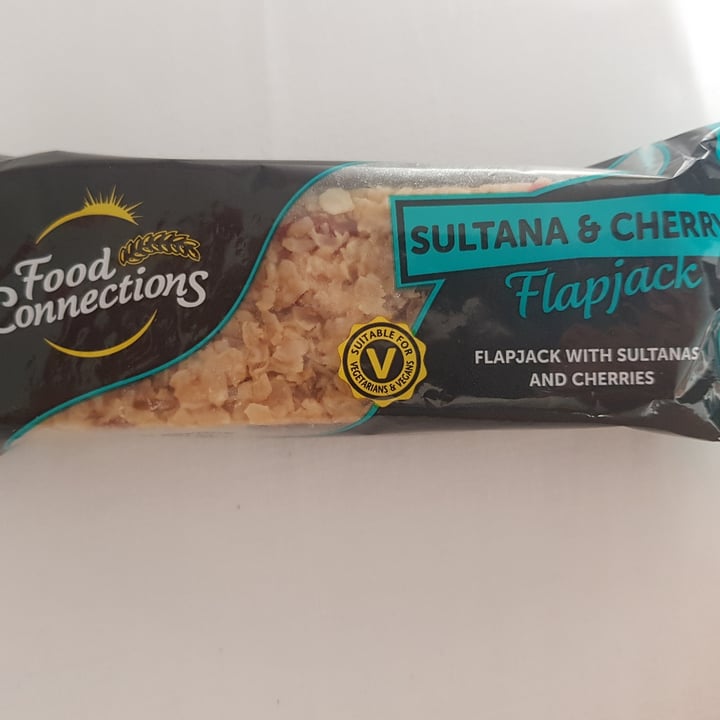 Food
Connections
SULTANA & CHERRY
Flapjack
SUITABLE FOR
V
VEGETARIANS & VEGANS
FLAPJACK WITH SULTANAS
AND CHERRIES